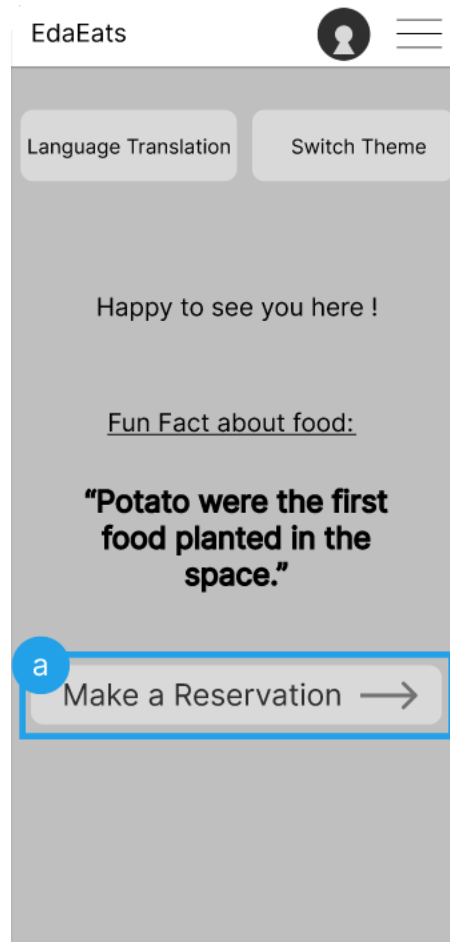 EdaEats
Language Translation
Switch Theme
Happy to see you here !
Fun Fact about food:
“Potato were the first
food planted in the
space.”
a
Make a Reservation